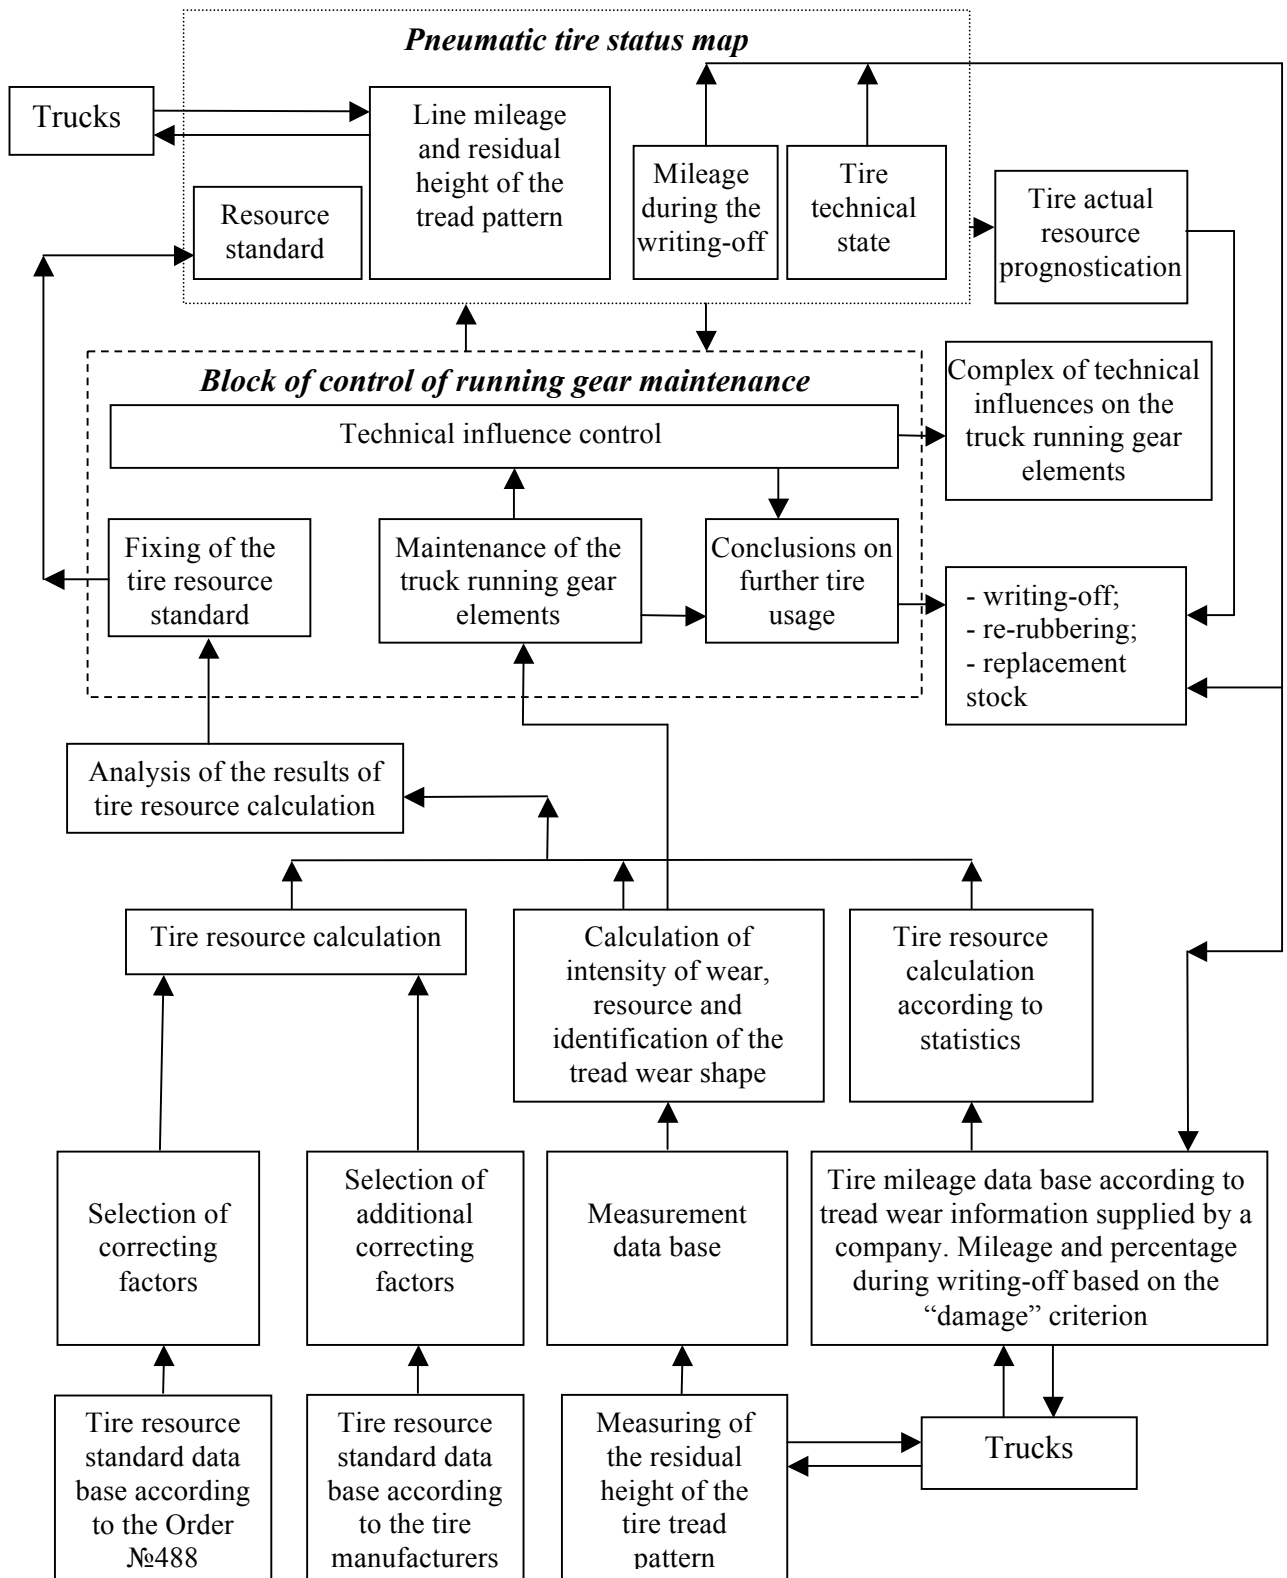 Pneumatic tire status map
Trucks
Line mileage
and residual
height of the
tread pattern
Resource
standard
Mileage
during the
writing-off
Tire
technical
state
Tire actual
resource
prognostication
Block of control of running gear maintenance
Technical influence control
Complex of technical
influences on the
truck running gear
elements
Fixing of the
tire resource
standard
Maintenance of the
truck running gear
elements
Conclusions on
further tire
usage
- writing-off;
- re-rubbering;
- replacement
stock
Analysis of the results of
tire resource calculation
Tire resource calculation
Calculation of
intensity of wear,
resource and
identification of the
tread wear shape
Tire resource
calculation
according to
statistics
Selection of
correcting
factors
Selection of
additional
correcting
factors
Measurement
data base
Tire mileage data base according to
tread wear information supplied by a
company. Mileage and percentage
during writing-off based on the
“damage” criterion
Tire resource
standard data
base according
to the Order
№488
Tire resource
standard data
base according
to the tire
manufacturers
Measuring of
the residual
height of the
tire tread
pattern
Trucks